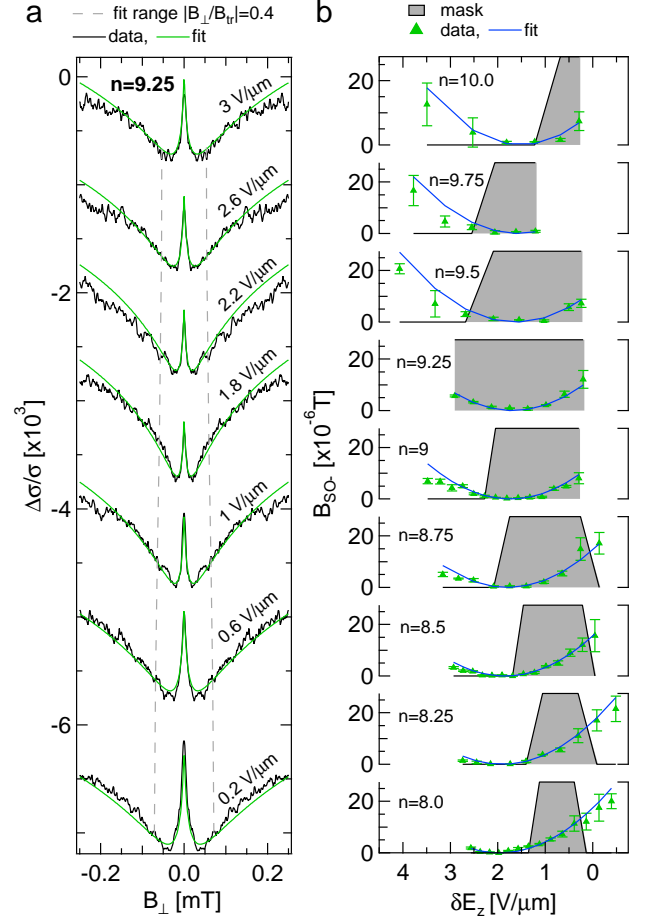 a
fit range |B⊥/Btr|=0.4
data, fit
n=9.25
3 V/µm
2.6 V/µm
2.2 V/µm
1.8 V/µm
1 V/µm
0.6 V/µm
0.2 V/µm
0
-2
-4
-6
Δσ/σ [x10³]
-0.2
0.0
0.2
B⊥ [mT]
b
mask
data, fit
20
0
n=10.0
20
0
n=9.75
20
0
n=9.5
20
0
n=9.25
20
0
n=9
20
0
n=8.75
20
0
n=8.5
20
0
n=8.25
20
0
n=8.0
BSO- [x10⁻⁶T]
4
3
2
1
0
δEz [V/µm]